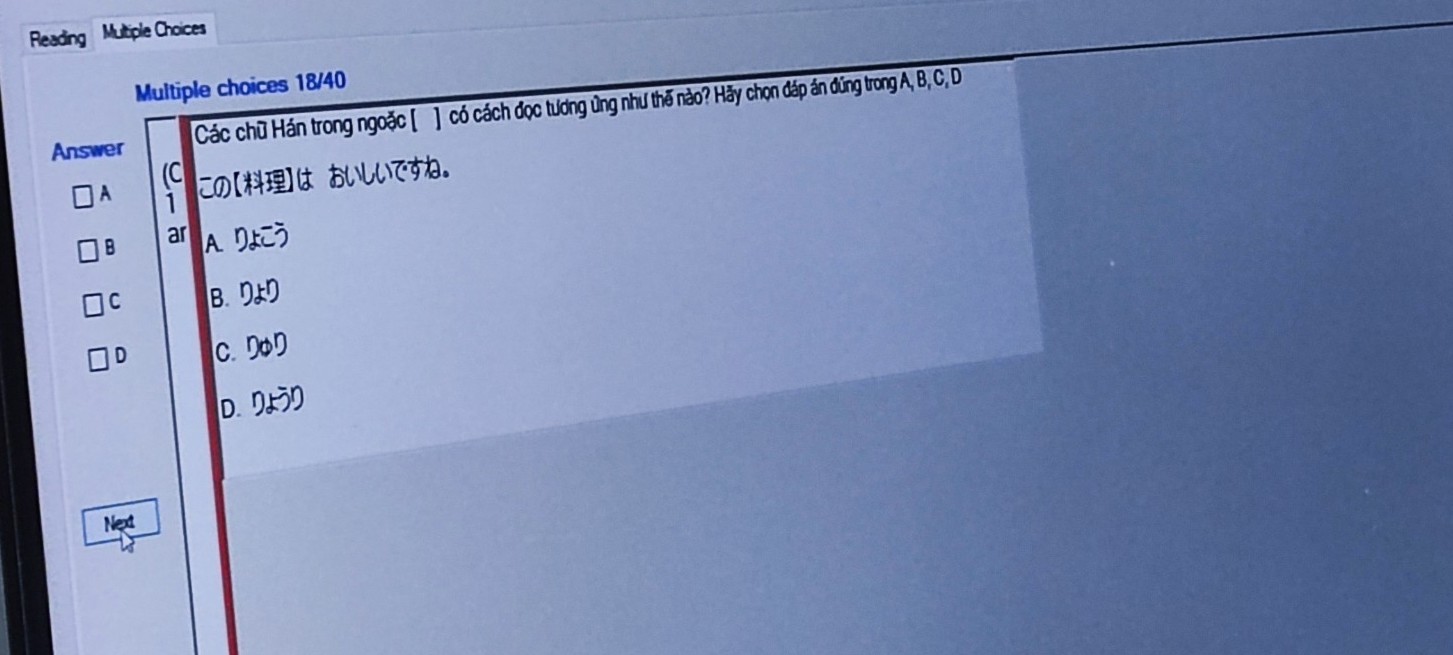 Reading Multiple Choices
Multiple choices 18/40
Answer
A
B
C
D
Next
(C
1
ar
Các chữ Hán trong ngoặc [ ] có cách đọc tương ứng như thế nào? Hãy chọn đáp án đúng trong A, B, C, D
この【料理】は おいしいですね。
A. りょこう
B. りより
C. りゅり
D. りょうり